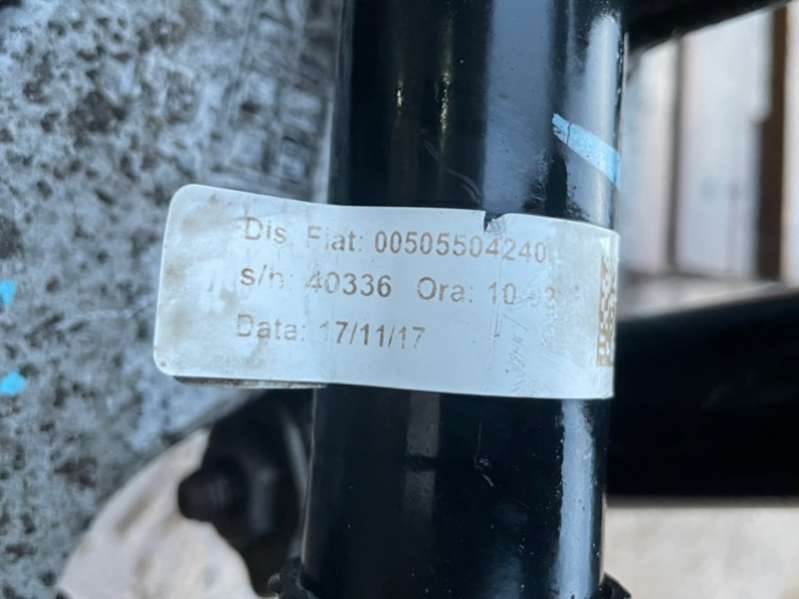 Dis. Fiat: 00505504240
s/n: 40336 Ora: 10
Data: 17/11/17